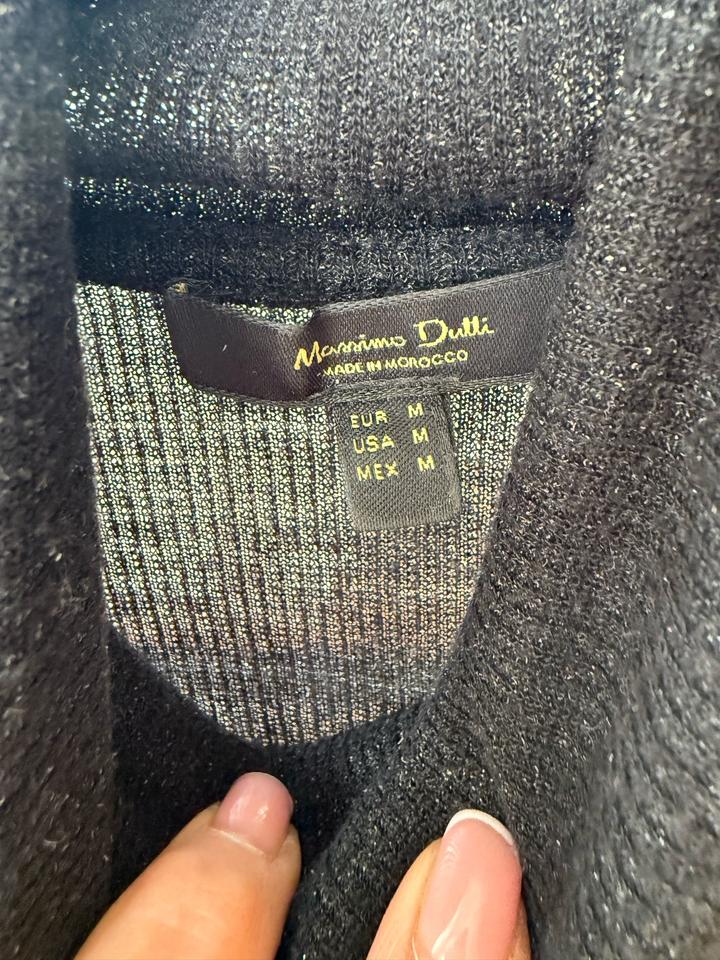 Massimo Dutti
MADE IN MOROCCO
EUR M
USA M
MEX M